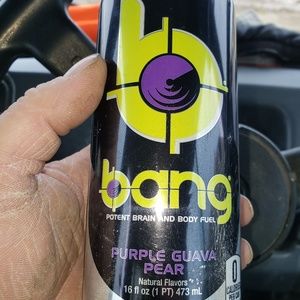 b
bang
POTENT BRAIN AND BODY FUEL
PURPLE GUAVA
PEAR
Natural Flavors
16 fl oz (1 PT) 473 mL
0